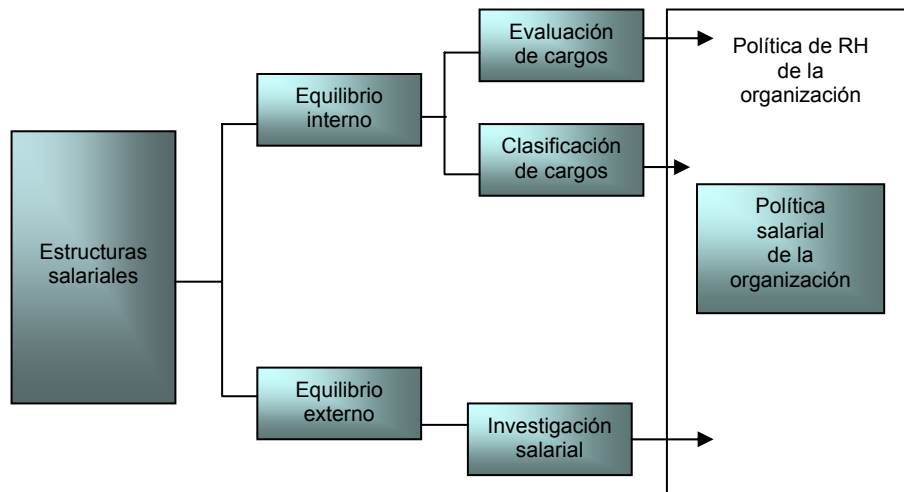 Estructuras
salariales
Equilibrio
interno
Equilibrio
externo
Evaluación
de cargos
Clasificación
de cargos
Investigación
salarial
Política de RH
de la
organización
Política
salarial
de la
organización